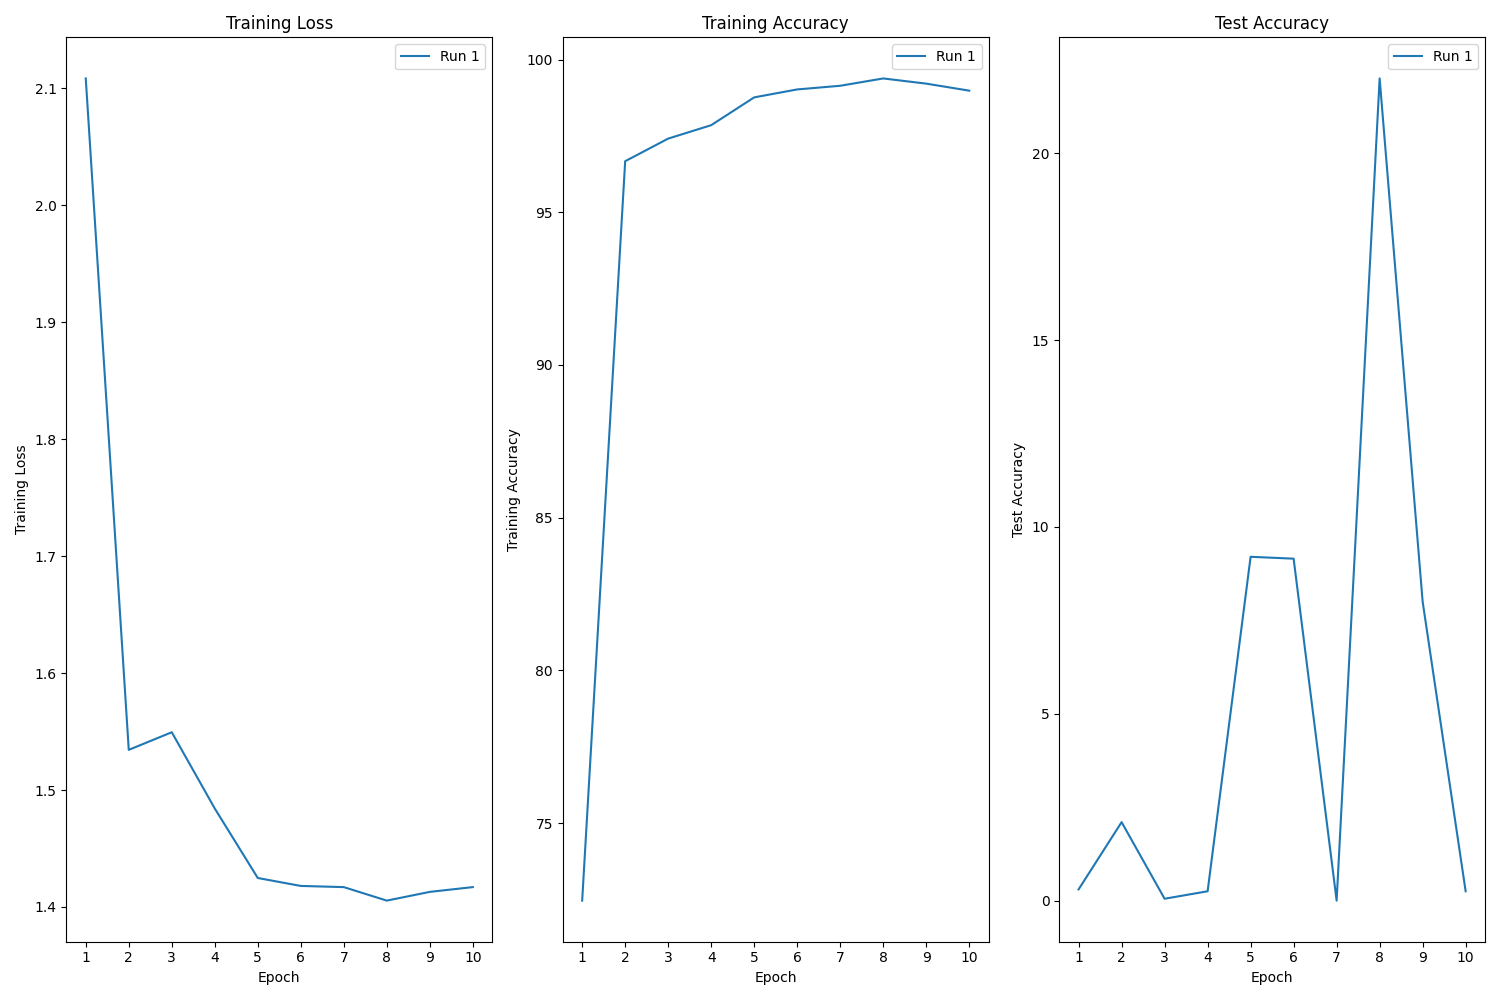 Training Loss
Run 1
2.1
2.0
1.9
1.8
1.7
1.6
1.5
1.4
Training Loss
1 2 3 4 5 6 7 8 9 10
Epoch
Training Accuracy
Run 1
100
95
90
85
80
75
Training Accuracy
1 2 3 4 5 6 7 8 9 10
Epoch
Test Accuracy
Run 1
20
15
10
5
0
Test Accuracy
1 2 3 4 5 6 7 8 9 10
Epoch